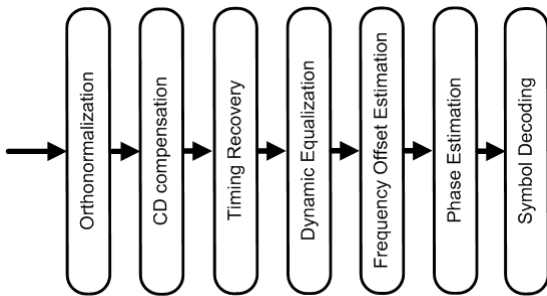 Orthonormalization
CD compensation
Timing Recovery
Dynamic Equalization
Frequency Offset Estimation
Phase Estimation
Symbol Decoding